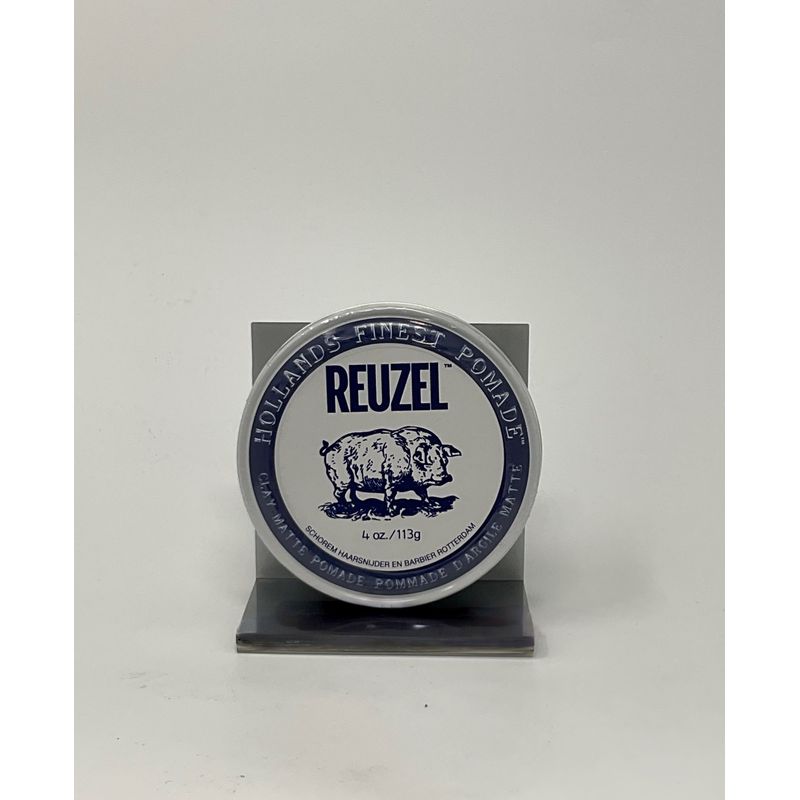 HOLLANDS FINEST POMADE™
REUZEL™
4 oz./113g
SCHOREM HAARSNIJDER EN BARBIER ROTTERDAM
CLAY MATTE POMADE POMMADE D'ARGILE MATTE